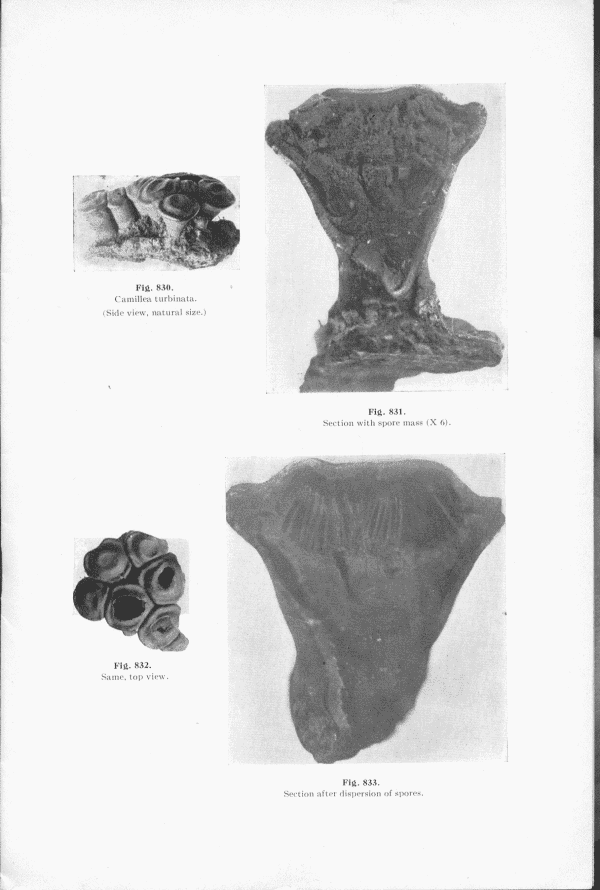 Fig. 830.
Camillea turbinata.
(Side view, natural size.)
Fig. 831.
Section with spore mass (X 6).
Fig. 832.
Same, top view.
Fig. 833.
Section after dispersion of spores.